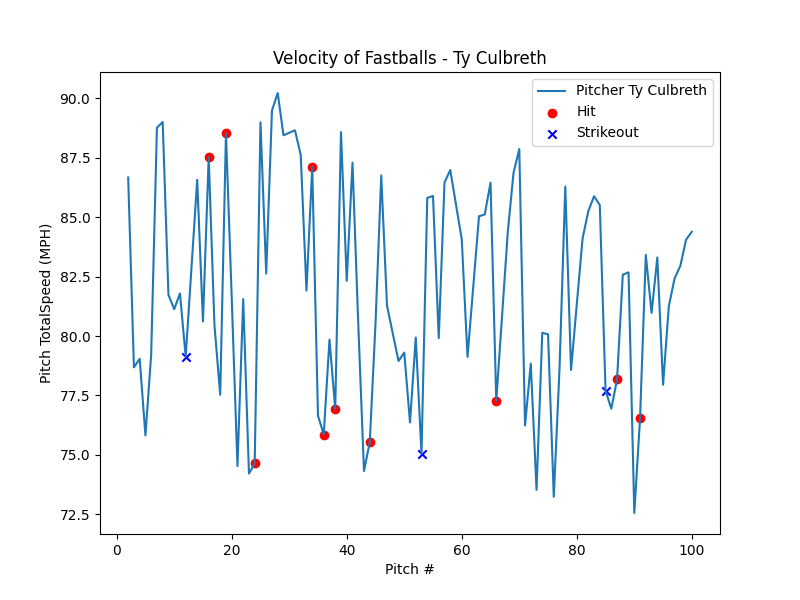 Velocity of Fastballs - Ty Culbreth
Pitcher Ty Culbreth
Hit
Strikeout
Pitch TotalSpeed (MPH)
90.0
87.5
85.0
82.5
80.0
77.5
75.0
72.5
0 20 40 60 80 100
Pitch #